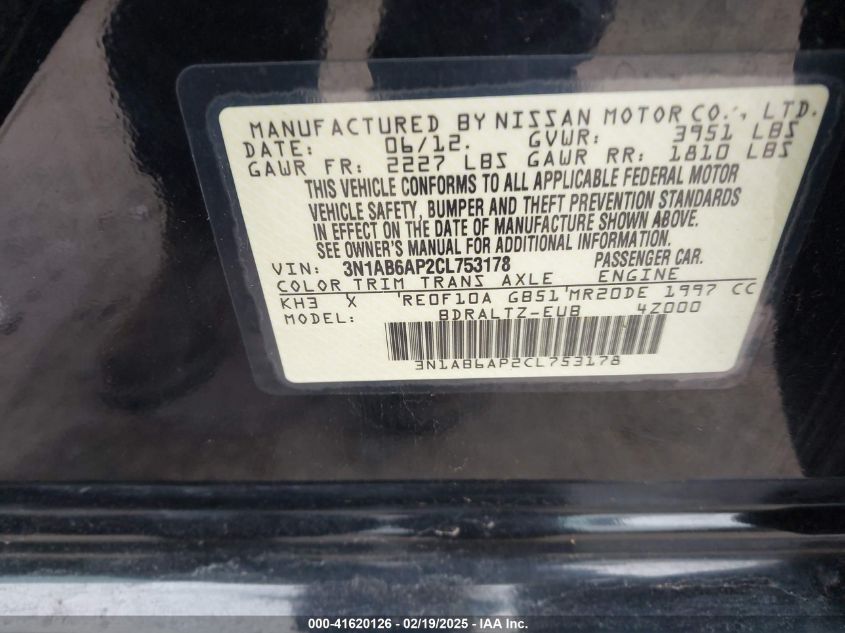 MANUFACTURED BY NISSAN MOTOR CO., LTD.
DATE: 06/12. GVWR: 3951 LBS
GAWR FR: 2227 LBS GAWR RR: 1810 LBS
THIS VEHICLE CONFORMS TO ALL APPLICABLE FEDERAL MOTOR
VEHICLE SAFETY, BUMPER AND THEFT PREVENTION STANDARDS
IN EFFECT ON THE DATE OF MANUFACTURE SHOWN ABOVE.
SEE OWNER'S MANUAL FOR ADDITIONAL INFORMATION.
VIN: 3N1AB6AP2CL753178 PASSENGER CAR.
COLOR TRIM TRANS AXLE ENGINE
KH3 X 'RE0F10A GB51'MR20DE 1997 CC
MODEL: BDRALTZ-EUB 4Z000
3N1AB6AP2CL753178
000-41620126 - 02/19/2025 - IAAI.com